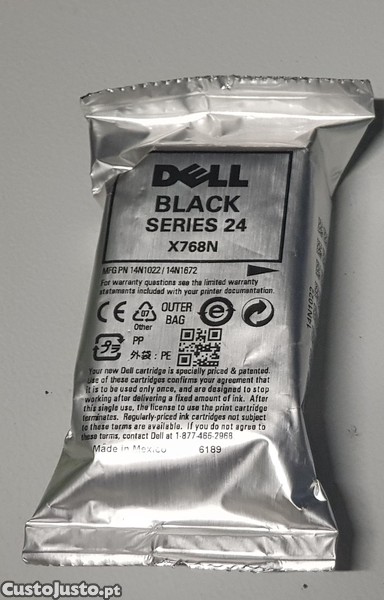 DELL
BLACK
SERIES 24
X768N
MFG PN 14N1022 / 14N1672
For warranty questions see the limited warranty
statements included with your printer documentation.
CE 07 OUTER e
Other BAG
プラ PP
外袋 : PE
Your new Dell cartridge is specially priced & patented.
Use of these cartridges confirms your agreement that
it is to be used only once, and are designed to stop
working after delivering a fixed amount of ink. After
this single use, the license to use the print cartridge
terminates. Regularly-priced ink cartridges not subject
to these terms are available. If you do not agree to
these terms, contact Dell at 1-877-465-2968
Made in Mexico 6189
CustoJusto.pt